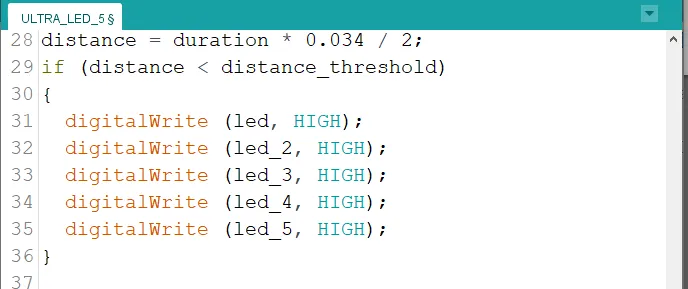 ULTRA_LED_5 §
28 distance = duration * 0.034 / 2;
29 if (distance < distance_threshold)
30 {
31   digitalWrite (led, HIGH);
32   digitalWrite (led_2, HIGH);
33   digitalWrite (led_3, HIGH);
34   digitalWrite (led_4, HIGH);
35   digitalWrite (led_5, HIGH);
36 }
37